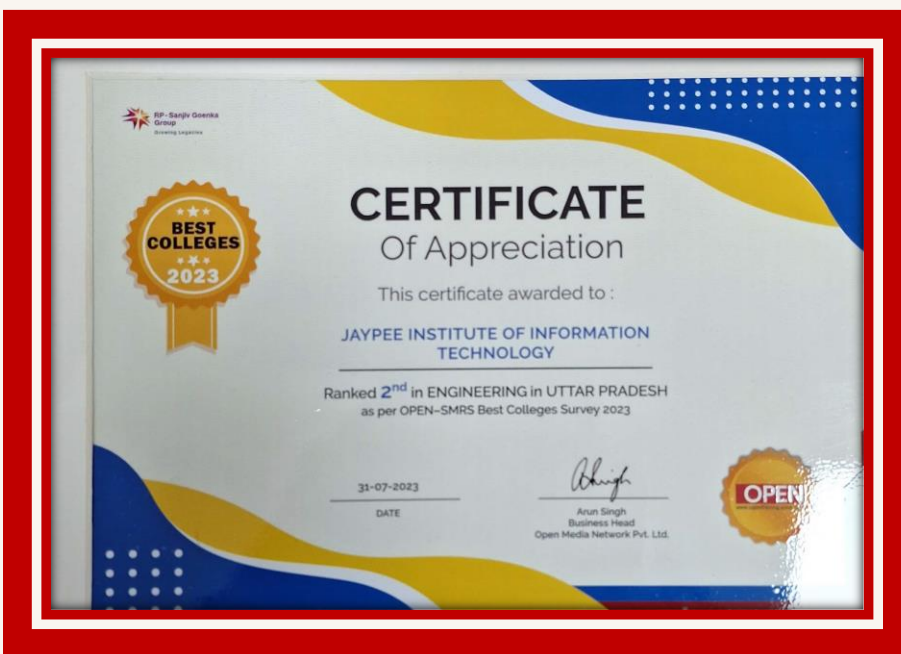 RP-Sanjiv Goenka
Group
Growing Legacies
BEST
COLLEGES
2023
CERTIFICATE
Of Appreciation
This certificate awarded to :
JAYPEE INSTITUTE OF INFORMATION
TECHNOLOGY
Ranked 2nd in ENGINEERING in UTTAR PRADESH
as per OPEN-SMRS Best Colleges Survey 2023
31-07-2023
DATE
Arun Singh
Business Head
Open Media Network Pvt. Ltd.
OPEN